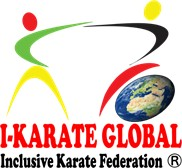 I-KARATE GLOBAL
Inclusive Karate Federation ®